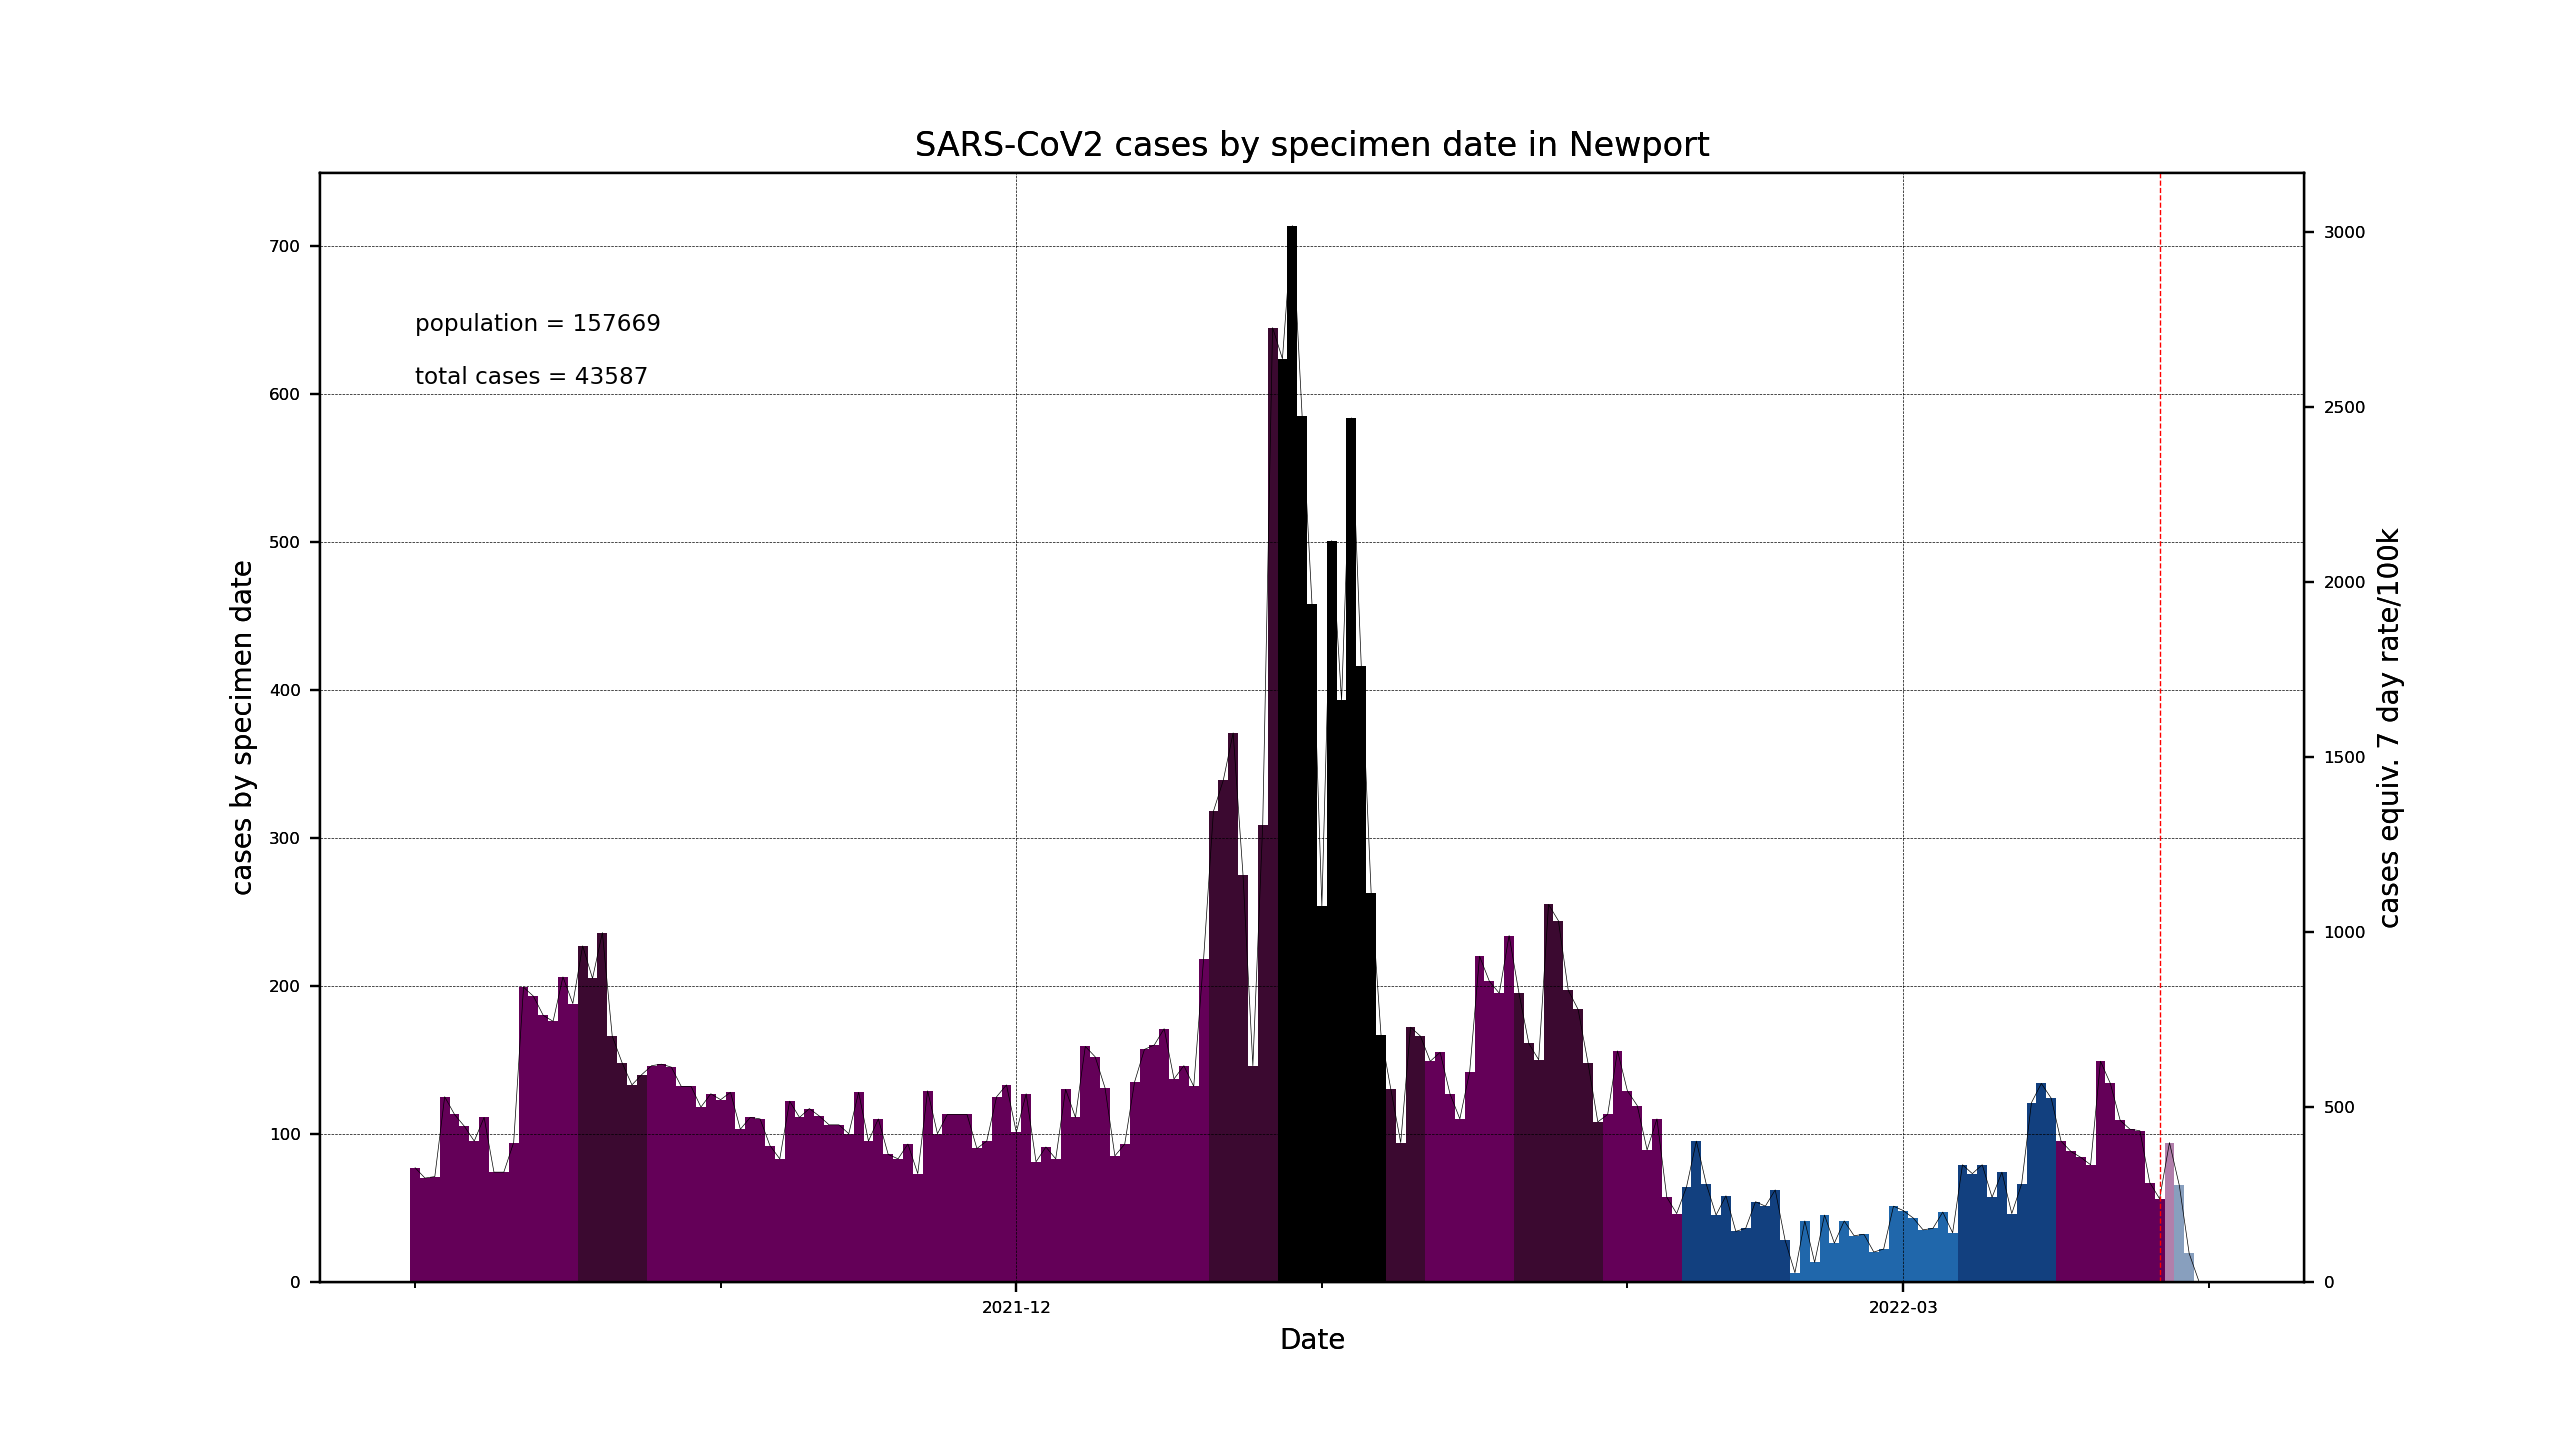 SARS-CoV2 cases by specimen date in Newport
population = 157669
total cases = 43587
cases by specimen date
700
600
500
400
300
200
100
0
3000
2500
2000
1500
1000
500
0
cases equiv. 7 day rate/100k
2021-12
2022-03
Date